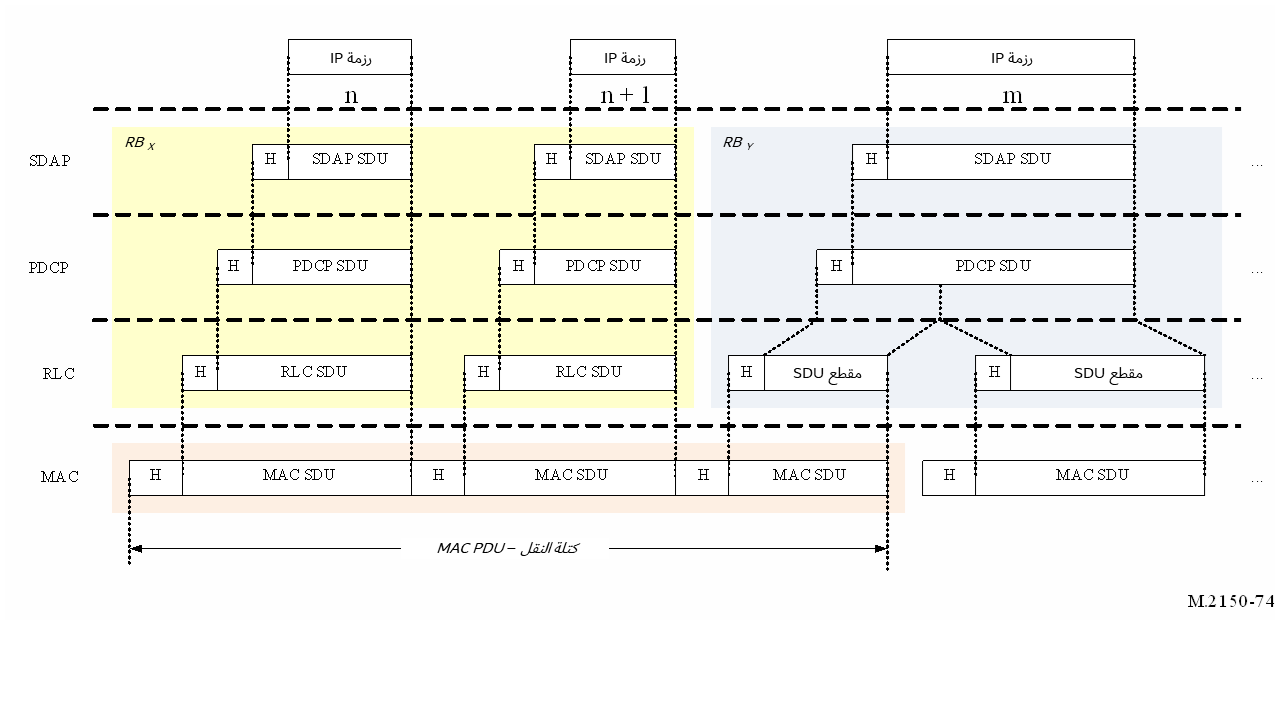 رزمة IP رزمة IP رزمة IP
n n + 1 m
RB X RB Y
SDAP H SDAP SDU H SDAP SDU H SDAP SDU ...
PDCP H PDCP SDU H PDCP SDU H PDCP SDU ...
RLC H RLC SDU H RLC SDU H مقطع SDU H مقطع SDU ...
MAC H MAC SDU H MAC SDU H MAC SDU H MAC SDU ...
كتلة النقل – MAC PDU
M.2150-74